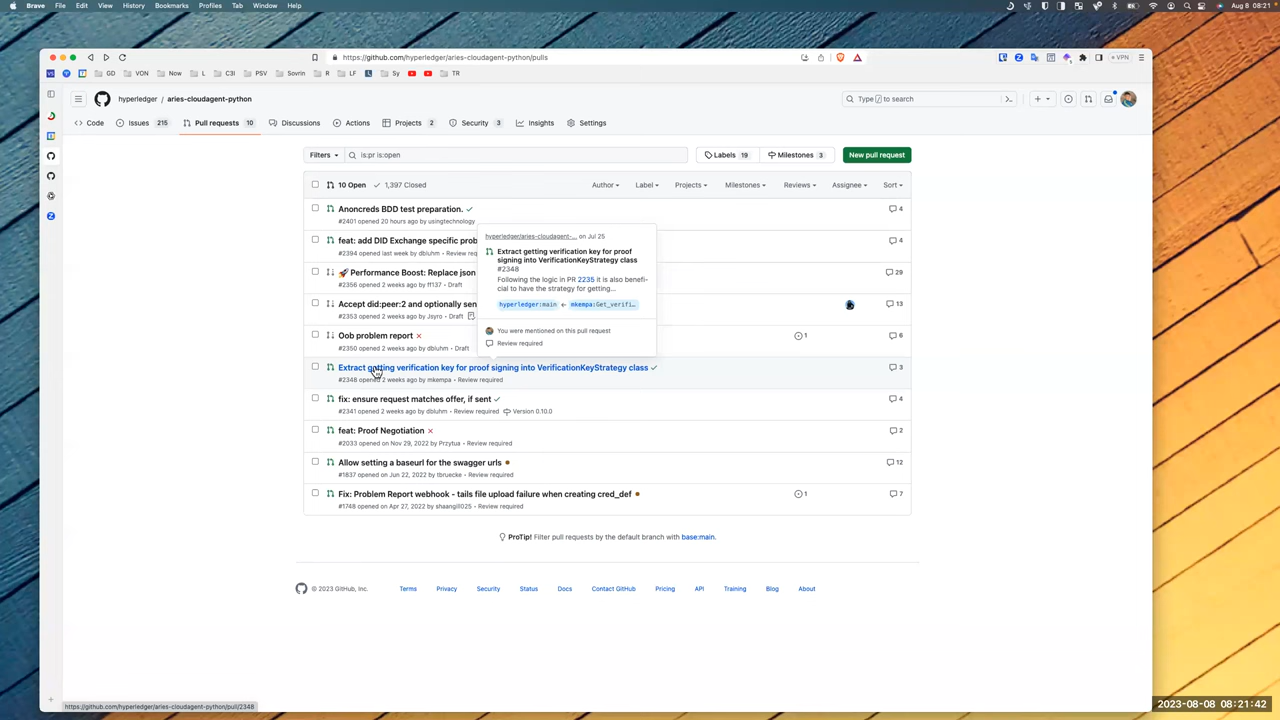 Brave File Edit View History Bookmarks Profiles Tab Window Help
Aug 8 08:21
https://github.com/hyperledger/aries-cloudagent-python/pulls
VPN
GD VON Now L C3I PSV Sovrin R LF Sy TR
hyperledger / aries-cloudagent-python
Type / to search
Code Issues 215 Pull requests 10 Discussions Actions Projects 2 Security 3 Insights Settings
Filters is:pr is:open Labels 19 Milestones 3 New pull request
10 Open 1,397 Closed Author Label Projects Milestones Reviews Assignee Sort
Anoncreds BDD test preparation. 4
#2401 opened 20 hours ago by usingtechnology
feat: add DID Exchange specific prob 4
#2394 opened last week by dbluhm • Review req
🚀 Performance Boost: Replace json 29
#2356 opened 2 weeks ago by ff137 • Draft
Accept did:peer:2 and optionally sen 13
#2353 opened 2 weeks ago by Jsyro • Draft
Oob problem report 1 6
#2350 opened 2 weeks ago by dbluhm • Draft
hyperledger/aries-cloudagent-... on Jul 25
Extract getting verification key for proof
signing into VerificationKeyStrategy class
#2348
Following the logic in PR 2235 it is also benefi-
cial to have the strategy for getting...
hyperledger:main ← mkempa:Get_verifi…
You were mentioned on this pull request
Review required
Extract getting verification key for proof signing into VerificationKeyStrategy class 3
#2348 opened 2 weeks ago by mkempa • Review required
fix: ensure request matches offer, if sent 4
#2341 opened 2 weeks ago by dbluhm • Review required Version 0.10.0
feat: Proof Negotiation 2
#2033 opened on Nov 29, 2022 by Przytua • Review required
Allow setting a baseurl for the swagger urls 12
#1837 opened on Jun 22, 2022 by tbruecke • Review required
Fix: Problem Report webhook - tails file upload failure when creating cred_def 1 7
#1748 opened on Apr 27, 2022 by shaangill025 • Review required
ProTip! Filter pull requests by the default branch with base:main.
© 2023 GitHub, Inc. Terms Privacy Security Status Docs Contact GitHub Pricing API Training Blog About
https://github.com/hyperledger/aries-cloudagent-python/pull/2348
2023-08-08 08:21:42